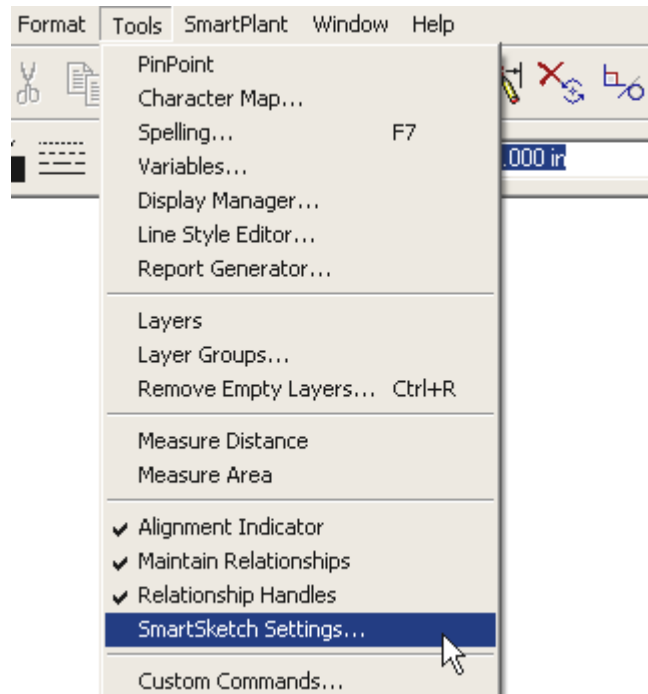 Format Tools SmartPlant Window Help
PinPoint
Character Map...
Spelling... F7
.000 in
Variables...
Display Manager...
Line Style Editor...
Report Generator...
Layers
Layer Groups...
Remove Empty Layers... Ctrl+R
Measure Distance
Measure Area
Alignment Indicator
Maintain Relationships
Relationship Handles
SmartSketch Settings...
Custom Commands...